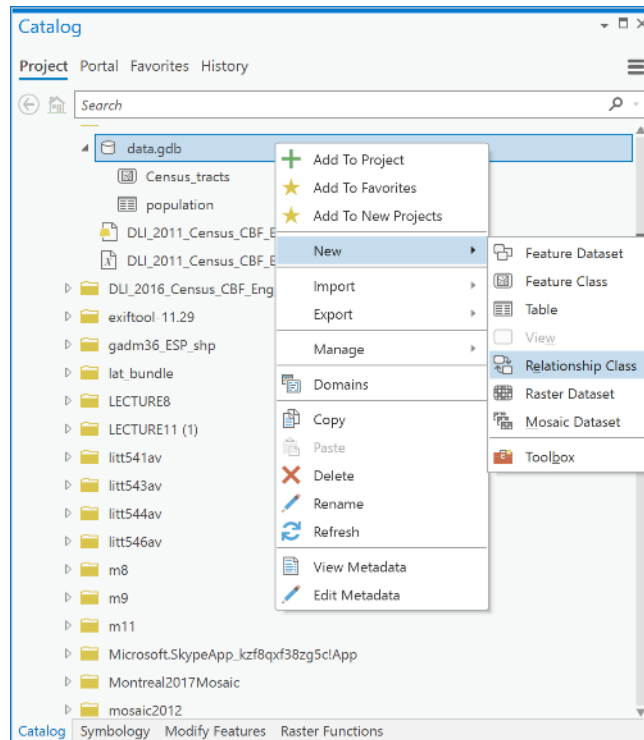 Catalog
Project Portal Favorites History
Search
data.gdb
Census_tracts
population
DLI_2011_Census_CBF_E
DLI_2011_Census_CBF_E
DLI_2016_Census_CBF_Eng
exiftool-11.29
gadm36_ESP_shp
lat_bundle
LECTURE8
LECTURE11 (1)
litt541av
litt543av
litt544av
litt546av
m8
m9
m11
Microsoft.SkypeApp_kzf8qxf38zg5c!App
Montreal2017Mosaic
mosaic2012
Add To Project
Add To Favorites
Add To New Projects
New
Import
Export
Manage
Domains
Copy
Paste
Delete
Rename
Refresh
View Metadata
Edit Metadata
Feature Dataset
Feature Class
Table
View
Relationship Class
Raster Dataset
Mosaic Dataset
Toolbox
Catalog Symbology Modify Features Raster Functions